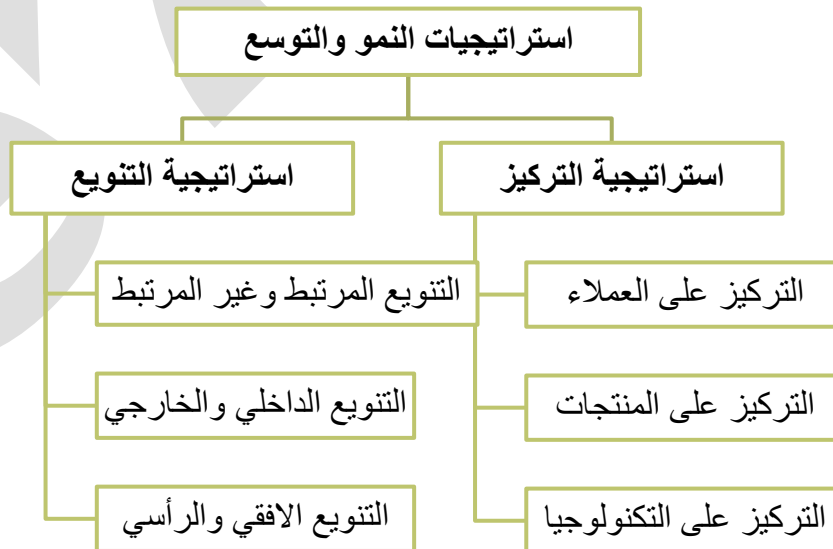 استراتيجيات النمو والتوسع
استراتيجية التركيز
التركيز على العملاء
التركيز على المنتجات
التركيز على التكنولوجيا
استراتيجية التنويع
التنويع المرتبط وغير المرتبط
التنويع الداخلي والخارجي
التنويع الافقي والرأسي